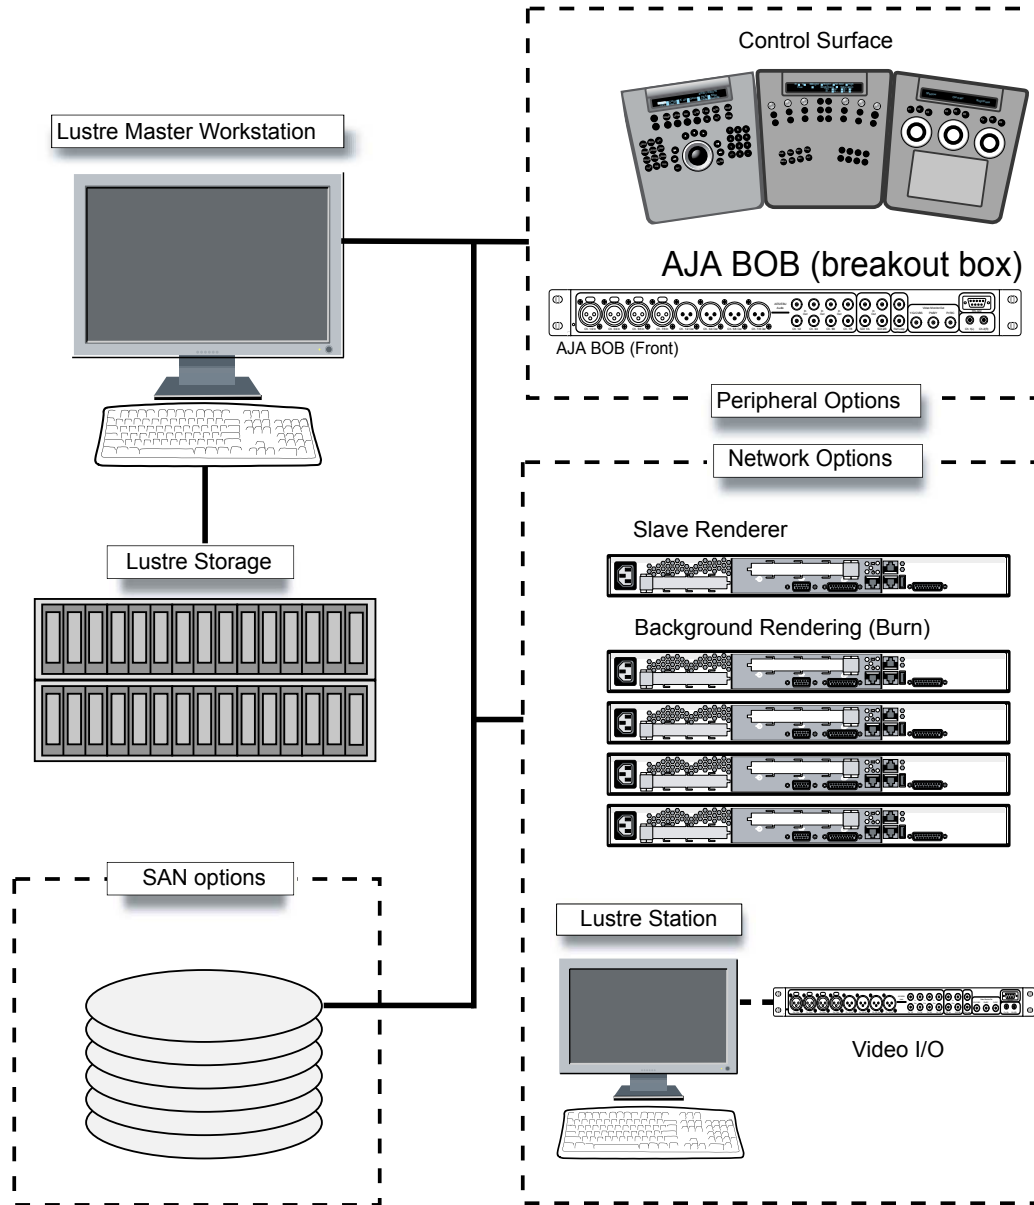 Control Surface
Lustre Master Workstation
AJA BOB (breakout box)
AJA BOB (Front)
Peripheral Options
Network Options
Slave Renderer
Lustre Storage
Background Rendering (Burn)
SAN options
Lustre Station
Video I/O